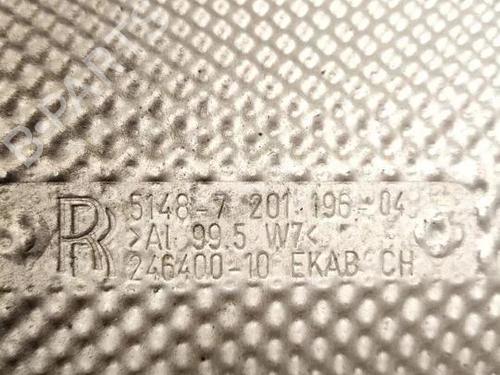 B-PARTS
R 5148-7 201 196-04
>Al 99.5 W7<
246400-10 EKAB CH